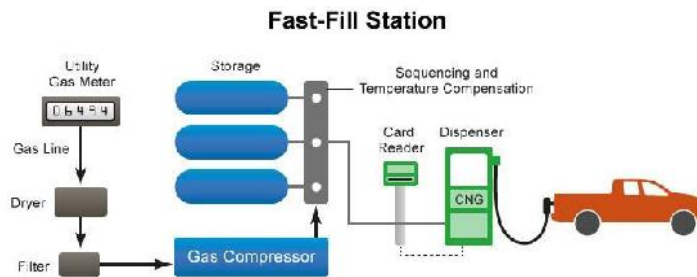 Fast-Fill Station
Utility
Gas Meter
06494
Gas Line
Dryer
Filter
Storage
Gas Compressor
Sequencing and
Temperature Compensation
Card
Reader
Dispenser
CNG